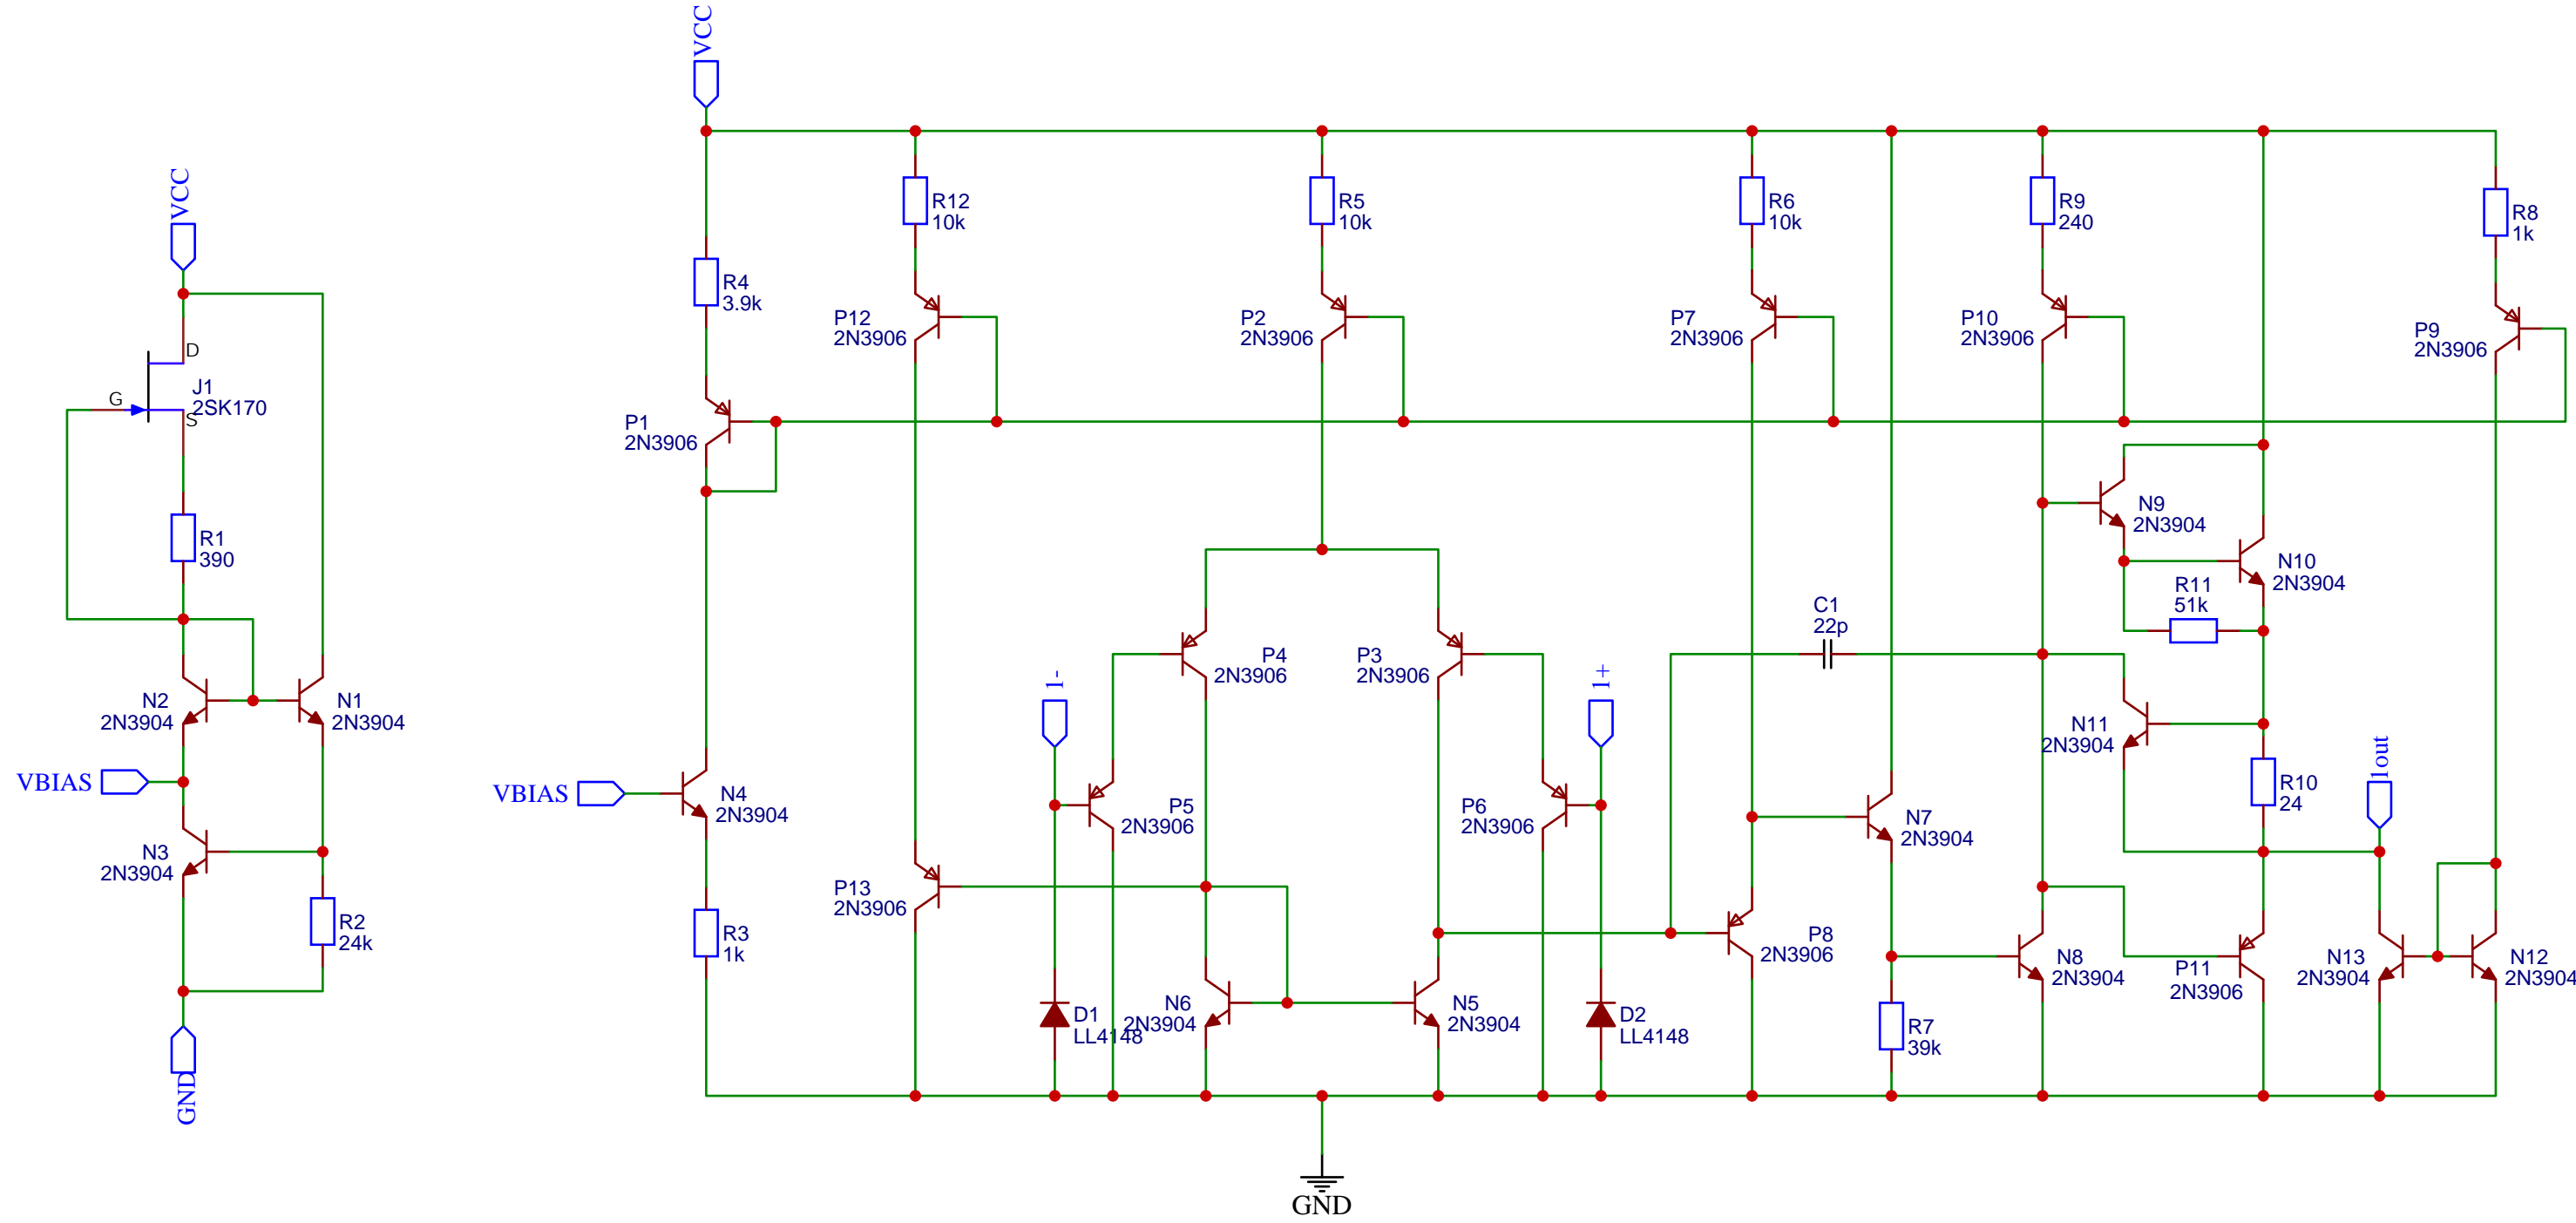 VCC
D
G
J1
2SK170
S
R1
390
N2
2N3904
N1
2N3904
VBIAS
N3
2N3904
R2
24k
GND
VCC
R4
3.9k
P1
2N3906
VBIAS
N4
2N3904
R3
1k
R12
10k
P12
2N3906
P13
2N3906
R5
10k
P2
2N3906
P4
2N3906
P3
2N3906
1-
P5
2N3906
P6
2N3906
1+
D1
LL4148
N6
2N3904
N5
2N3904
D2
LL4148
GND
R6
10k
P7
2N3906
C1
22p
P8
2N3906
N7
2N3904
R7
39k
R9
240
P10
2N3906
N9
2N3904
N10
2N3904
R11
51k
N11
2N3904
R10
24
1out
N8
2N3904
P11
2N3906
N13
2N3904
N12
2N3904
R8
1k
P9
2N3906